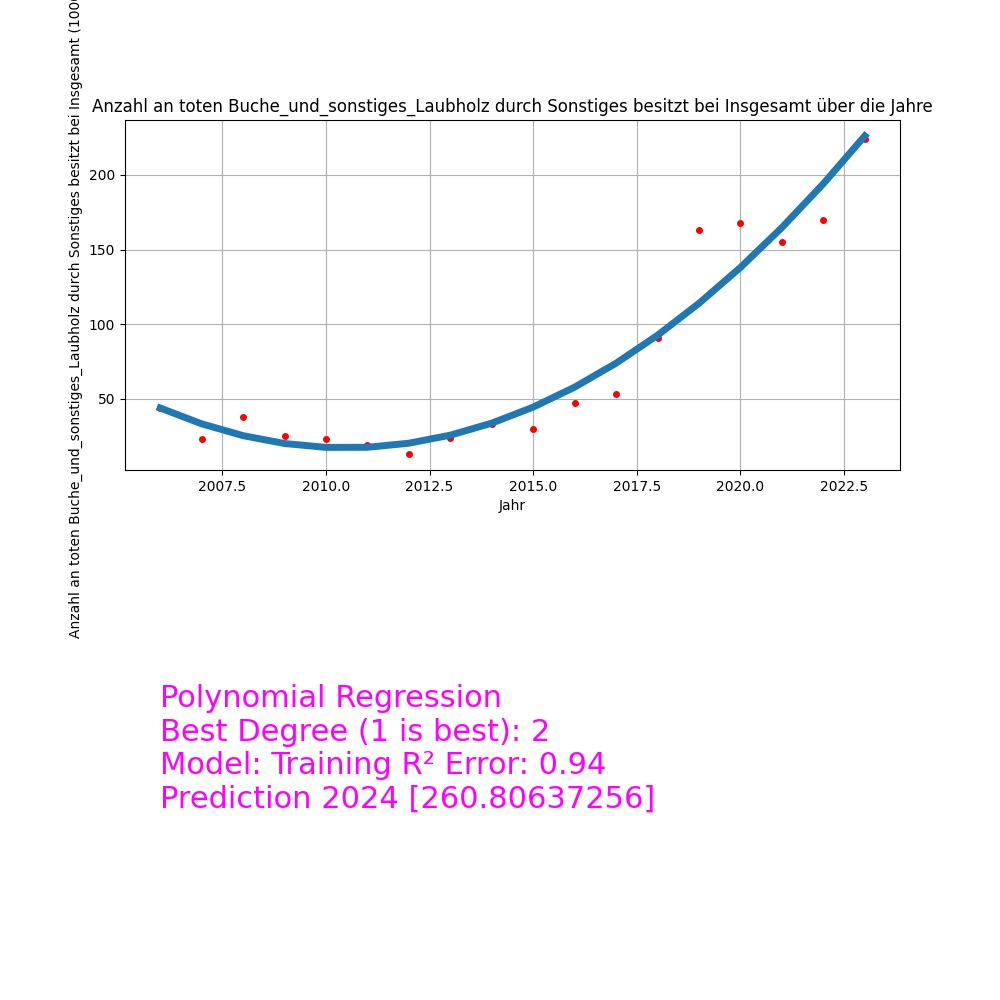 Anzahl an toten Buche_und_sonstiges_Laubholz durch Sonstiges besitzt bei Insgesamt über die Jahre
Anzahl an toten Buche_und_sonstiges_Laubholz durch Sonstiges besitzt bei Insgesamt
200
150
100
50
2007.5 2010.0 2012.5 2015.0 2017.5 2020.0 2022.5
Jahr
Polynomial Regression
Best Degree (1 is best): 2
Model: Training R² Error: 0.94
Prediction 2024 [260.80637256]